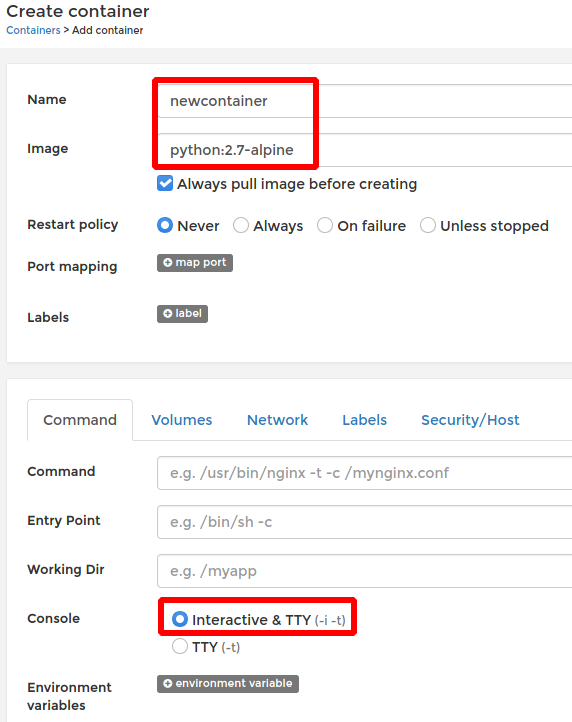 Create container
Containers > Add container
Name
newcontainer
Image
python:2.7-alpine
Always pull image before creating
Restart policy
Never
Always
On failure
Unless stopped
Port mapping
map port
Labels
label
Command
Volumes
Network
Labels
Security/Host
Command
e.g. /usr/bin/nginx -t -c /mynginx.conf
Entry Point
e.g. /bin/sh -c
Working Dir
e.g. /myapp
Console
Interactive & TTY (-i -t)
TTY (-t)
Environment
variables
environment variable